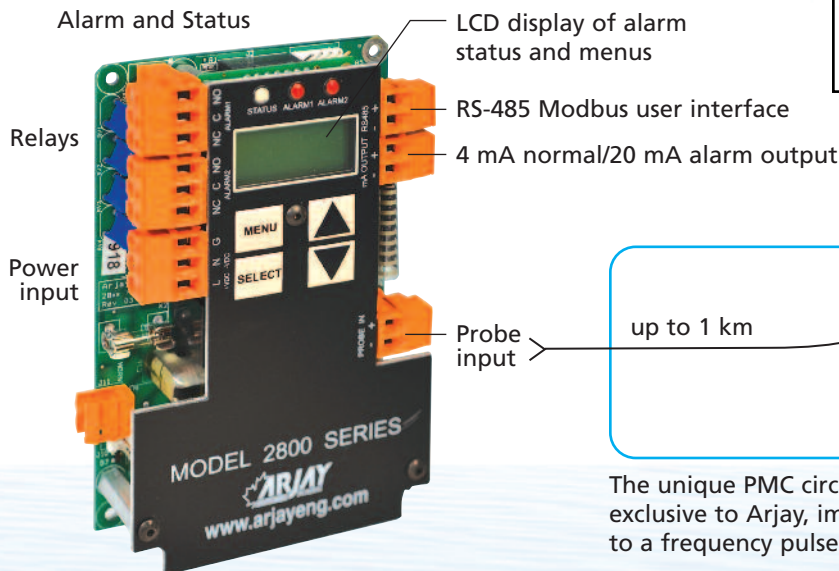 Alarm and Status
LCD display of alarm
status and menus
RS-485 Modbus user interface
4 mA normal/20 mA alarm output
Relays
Power
input
Probe
input
up to 1 km
The unique PMC circ
exclusive to Arjay, im
to a frequency pulse
STATUS ALARM1 ALARM2
NC C NO
ALARM1
NC C NO
ALARM2
L N G
+VDC -VDC
+ -
RS485
+ -
mA OUTPUT
MENU
SELECT
PROBE IN
+ -
918
MODEL 2800 SERIES
ARJAY
www.arjayeng.com